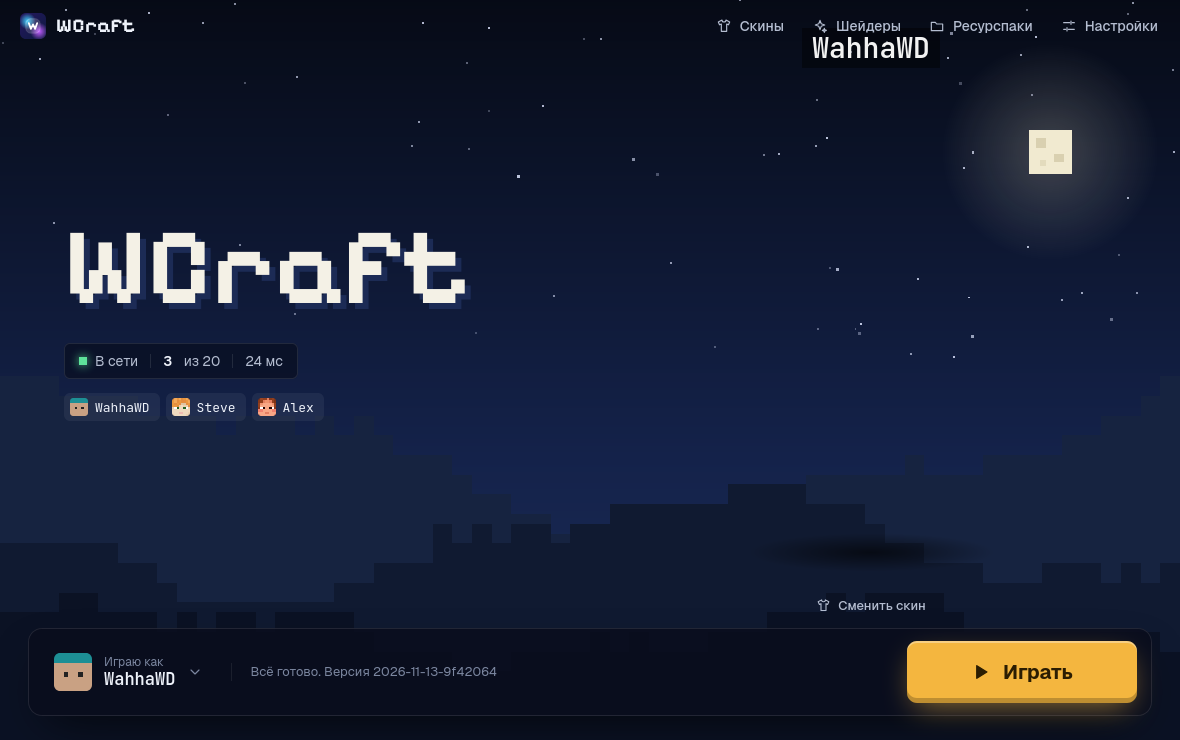 W
WCraft
Скины
Шейдеры
Ресурспаки
Настройки
WahhaWD
WCraft
В сети
3 из 20
24 мс
WahhaWD
Steve
Alex
Сменить скин
Играю как
WahhaWD
Всё готово. Версия 2026-11-13-9f42064
Играть